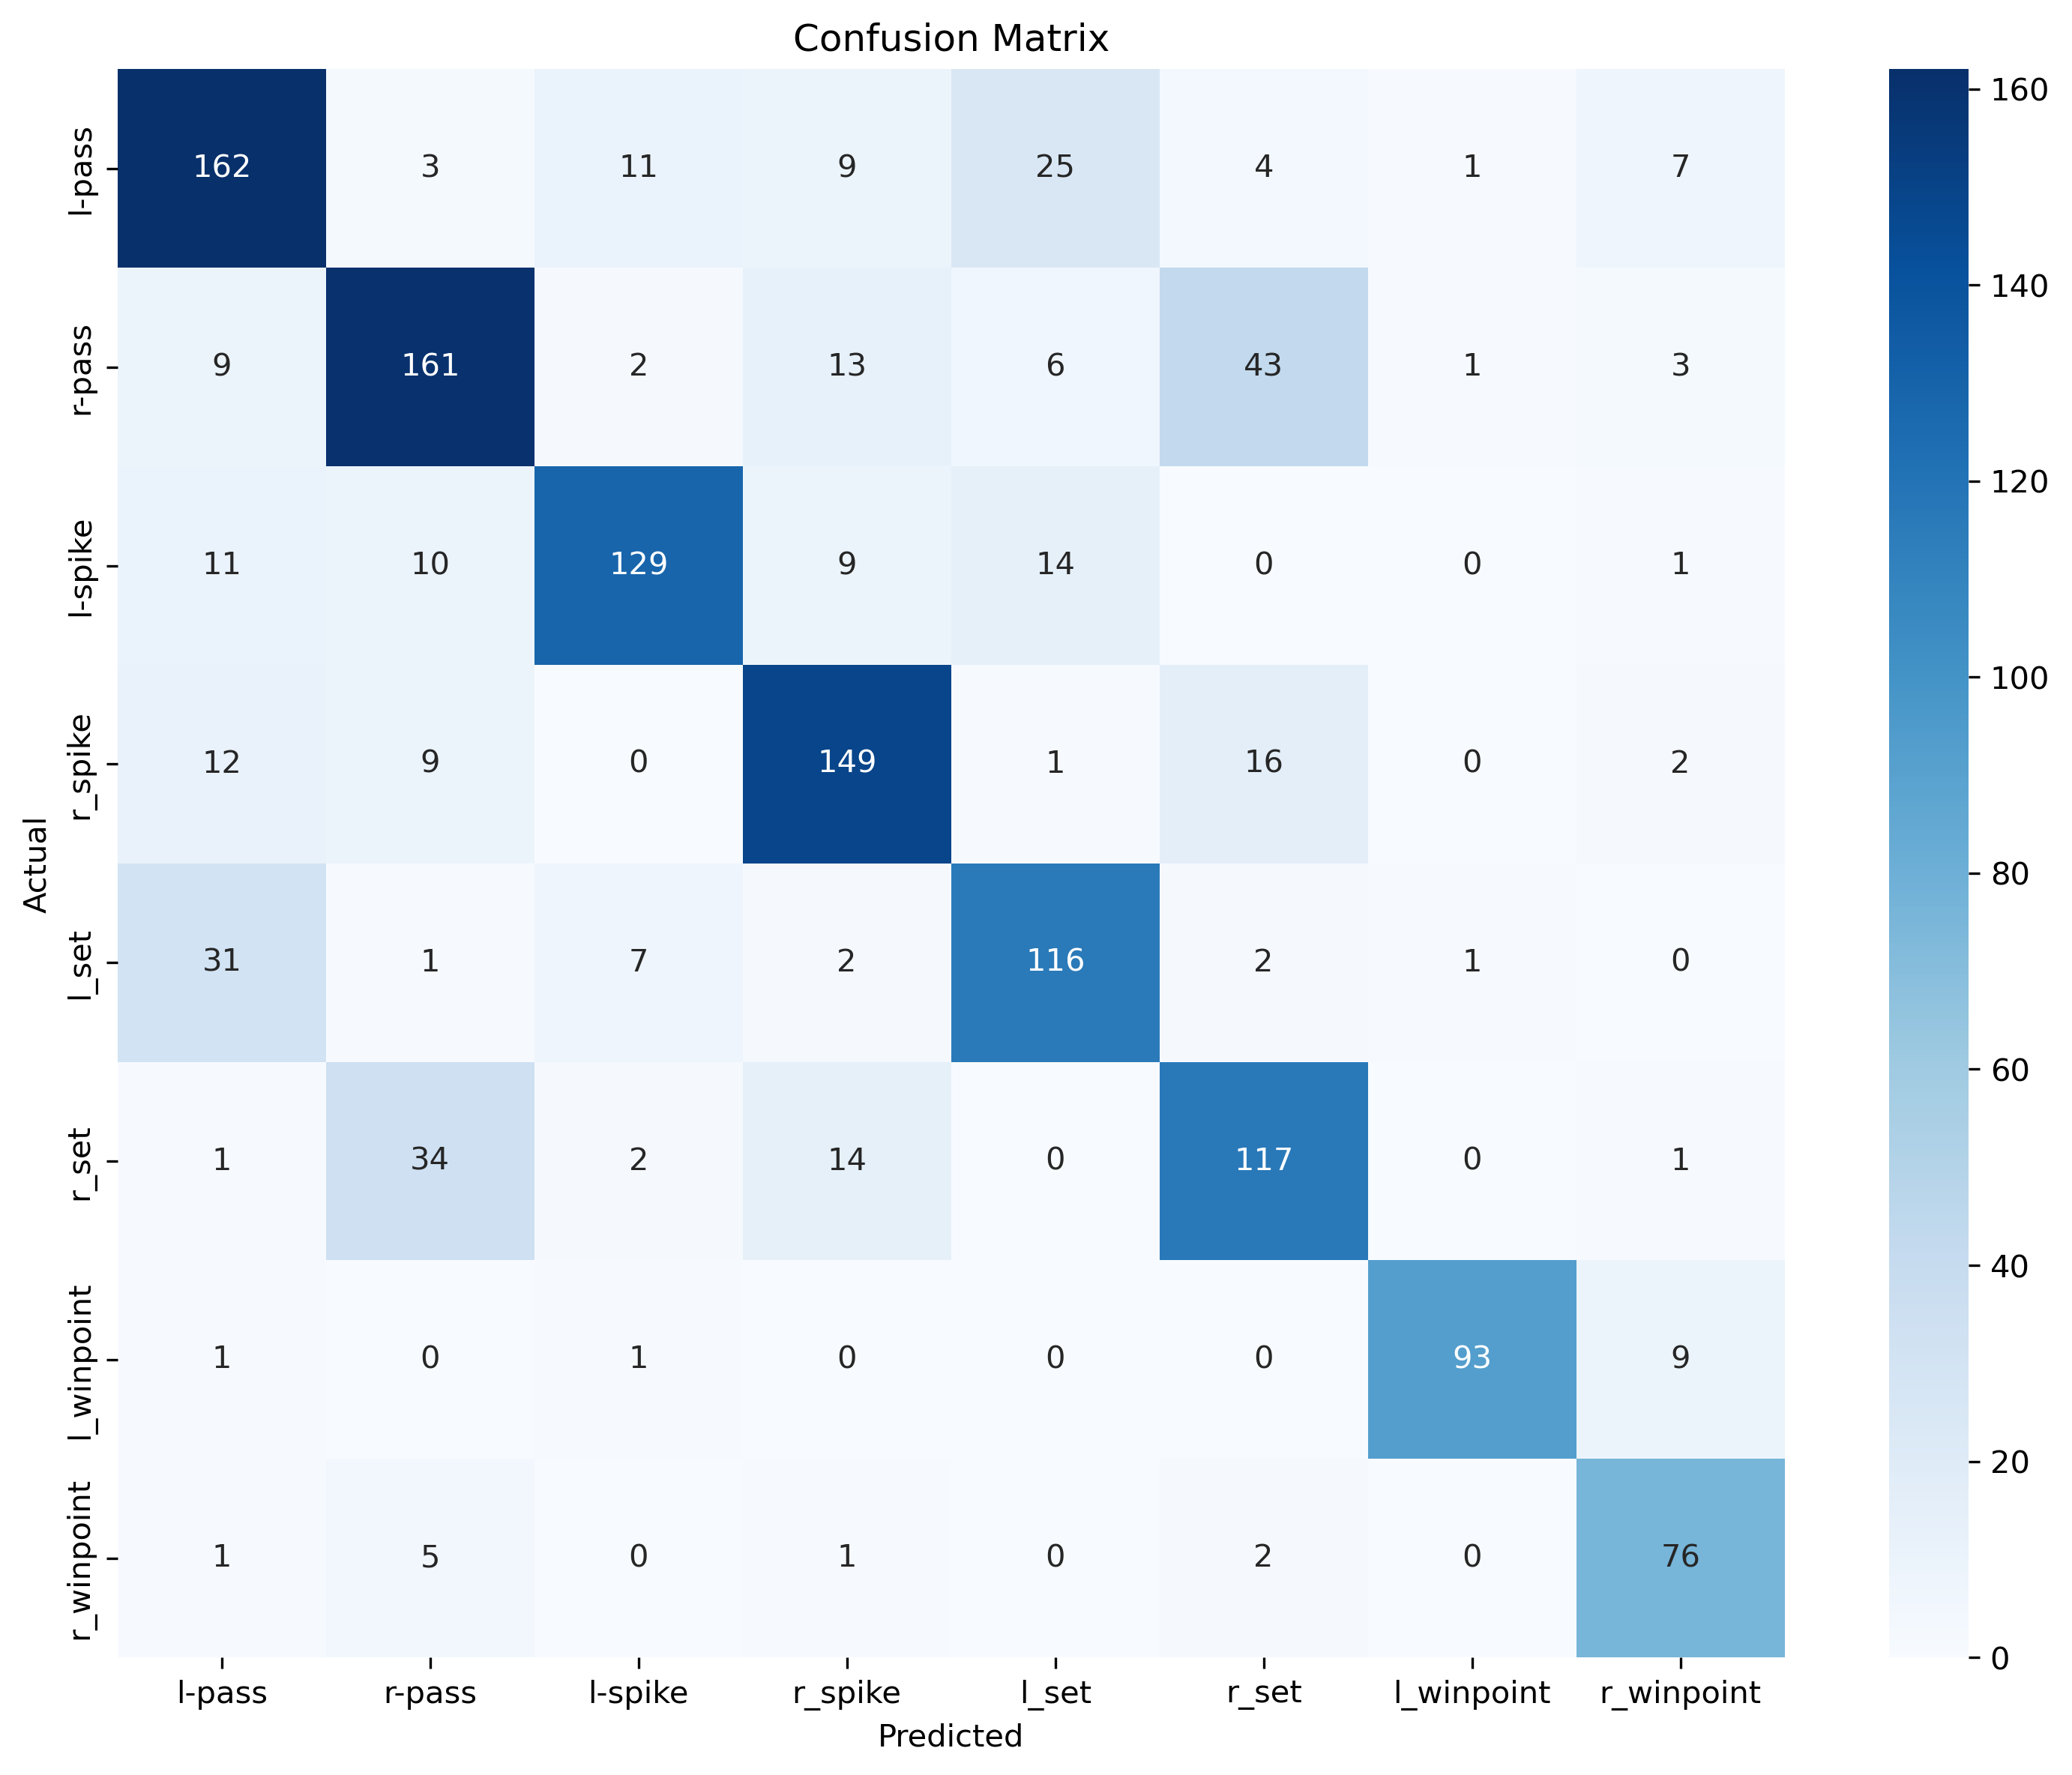 Confusion Matrix
l-pass 162 3 11 9 25 4 1 7
r-pass 9 161 2 13 6 43 1 3
l-spike 11 10 129 9 14 0 0 1
r_spike 12 9 0 149 1 16 0 2
l_set 31 1 7 2 116 2 1 0
r_set 1 34 2 14 0 117 0 1
l_winpoint 1 0 1 0 0 0 93 9
r_winpoint 1 5 0 1 0 2 0 76
Actual
l-pass r-pass l-spike r_spike l_set r_set l_winpoint r_winpoint
Predicted
160
140
120
100
80
60
40
20
0